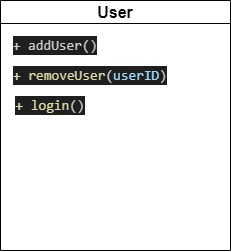 User
+ addUser()
+ removeUser(userID)
+ login()